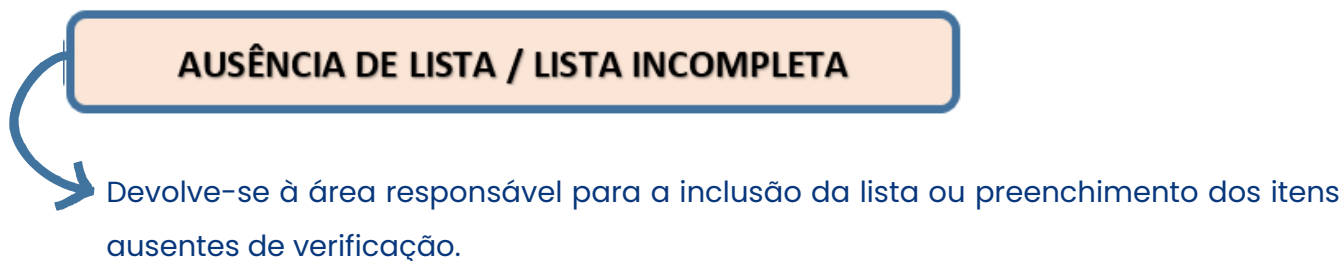 AUSÊNCIA DE LISTA / LISTA INCOMPLETA
Devolve-se à área responsável para a inclusão da lista ou preenchimento dos itens
ausentes de verificação.